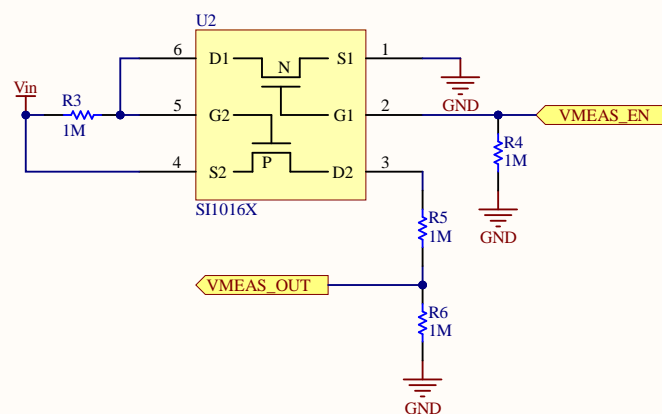 U2
6 D1 N S1 1
GND
Vin
R3
1M
5 G2 G1 2
VMEAS_EN
R4
1M
GND
4 S2 P D2 3
SI1016X
R5
1M
VMEAS_OUT
R6
1M
GND